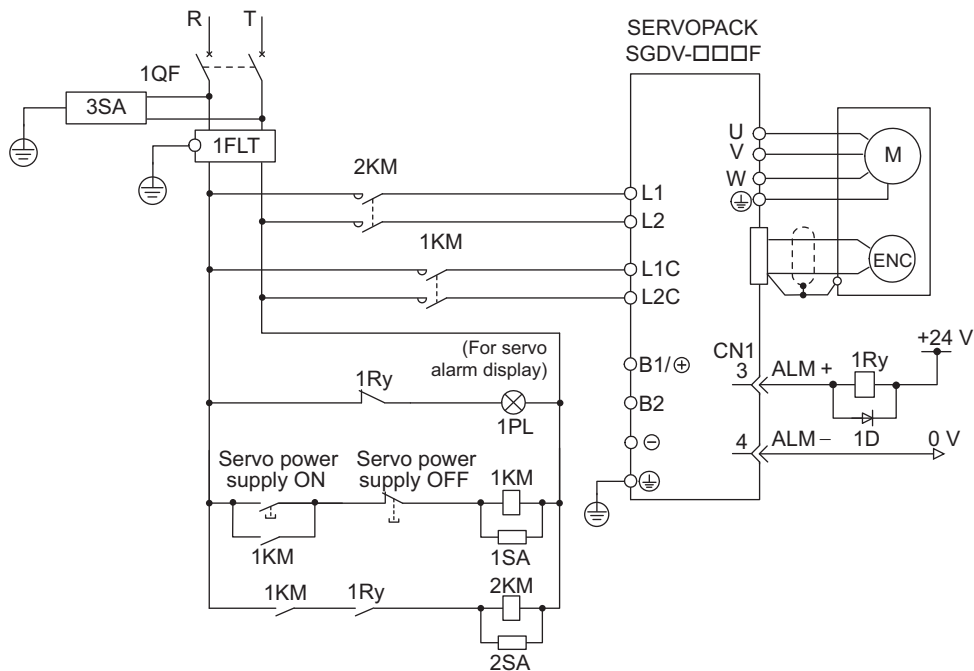 R T
SERVOPACK
SGDV-□□□F
1QF
3SA
1FLT
2KM
1KM
L1
L2
L1C
L2C
U
V
W
M
ENC
(For servo
alarm display)
1Ry
1PL
B1/⊕
B2
⊖
CN1
3 ALM + 1Ry
+24 V
1D
4 ALM − 0 V
Servo power
supply ON
Servo power
supply OFF
1KM
1KM
1SA
1KM
1Ry
2KM
2SA